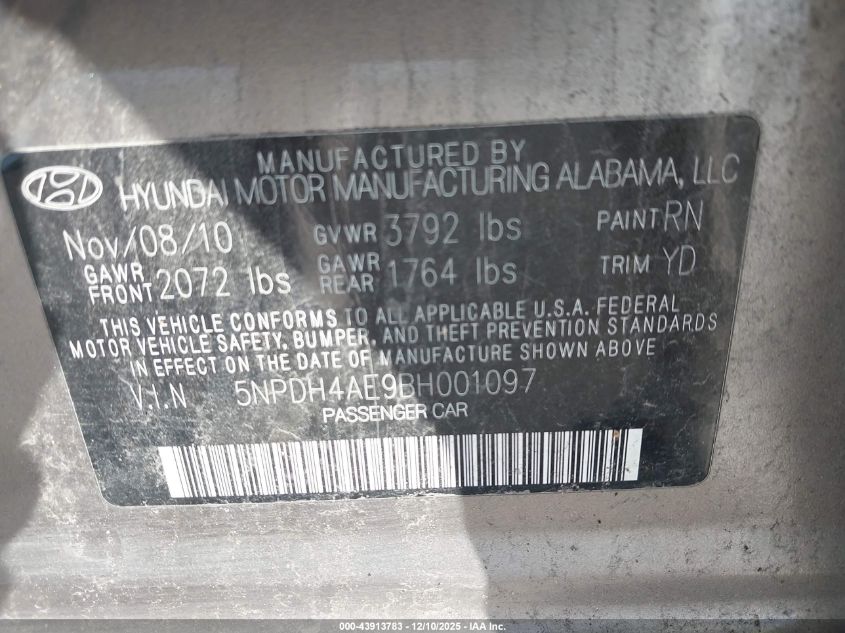 MANUFACTURED BY
HYUNDAI MOTOR MANUFACTURING ALABAMA, LLC
Nov/08/10 GVWR 3792 lbs PAINT RN
GAWR FRONT 2072 lbs GAWR REAR 1764 lbs TRIM YD
THIS VEHICLE CONFORMS TO ALL APPLICABLE U.S.A. FEDERAL
MOTOR VEHICLE SAFETY, BUMPER, AND THEFT PREVENTION STANDARDS
IN EFFECT ON THE DATE OF MANUFACTURE SHOWN ABOVE
V.I.N 5NPDH4AE9BH001097
PASSENGER CAR
000-43913783 - 12/10/2025 - IAA Inc.